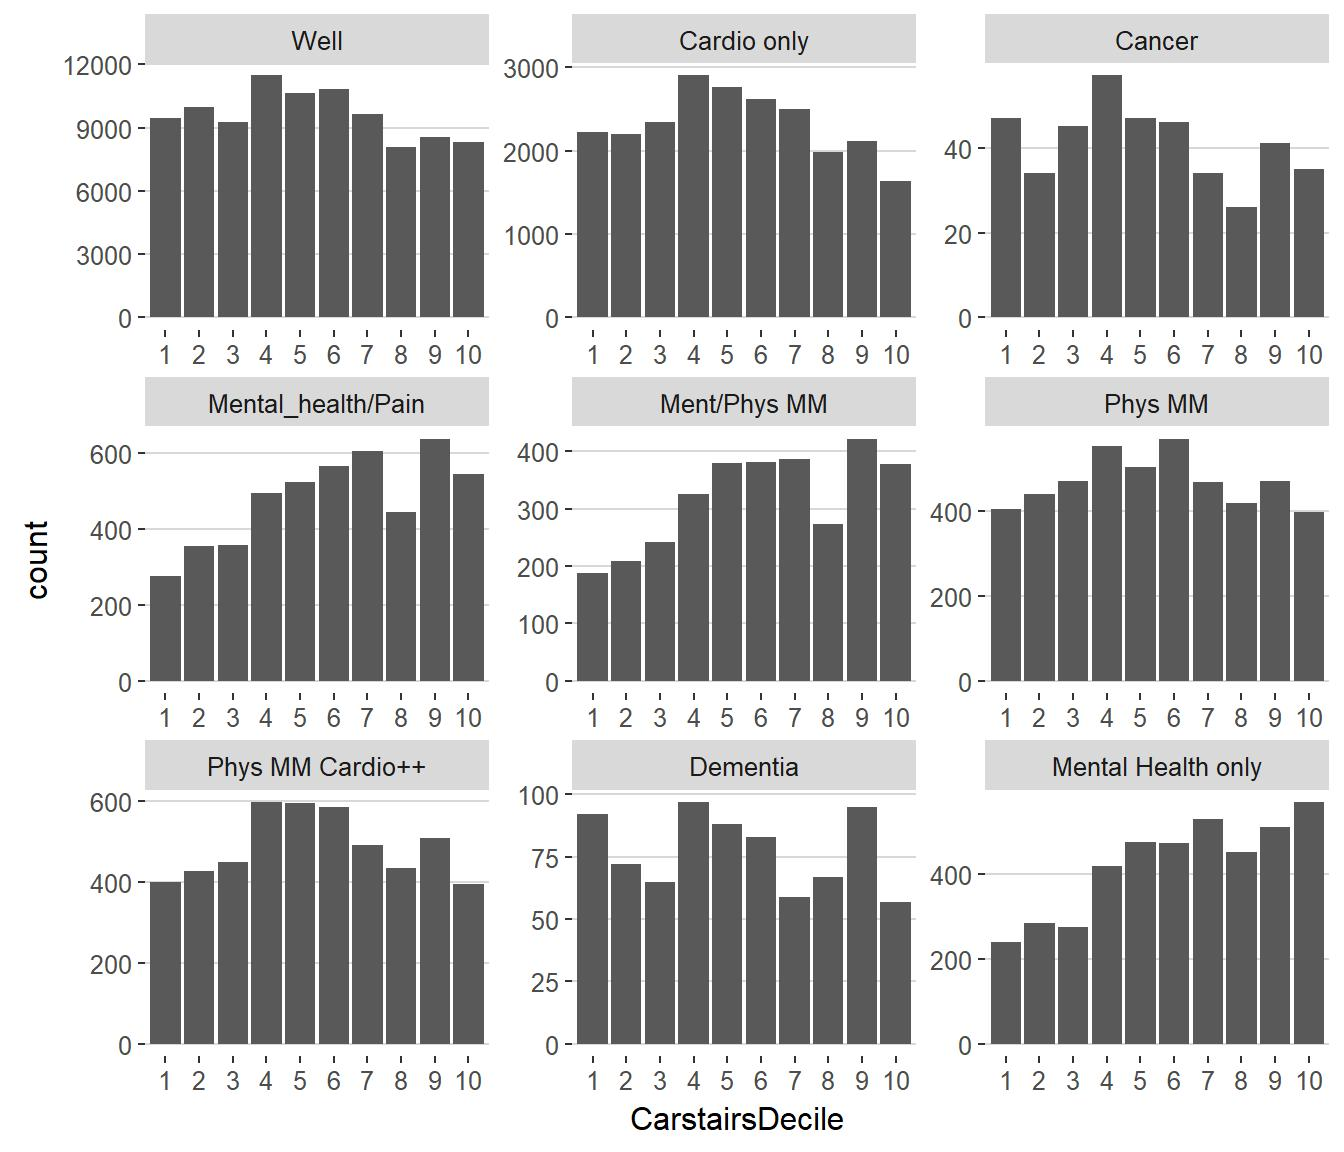 Well
Cardio only
Cancer
12000
9000
6000
3000
0
3000
2000
1000
0
40
20
0
1 2 3 4 5 6 7 8 9 10
1 2 3 4 5 6 7 8 9 10
1 2 3 4 5 6 7 8 9 10
Mental_health/Pain
Ment/Phys MM
Phys MM
600
400
200
0
400
300
200
100
0
400
200
0
1 2 3 4 5 6 7 8 9 10
1 2 3 4 5 6 7 8 9 10
1 2 3 4 5 6 7 8 9 10
count
Phys MM Cardio++
Dementia
Mental Health only
600
400
200
0
100
75
50
25
0
400
200
0
1 2 3 4 5 6 7 8 9 10
1 2 3 4 5 6 7 8 9 10
1 2 3 4 5 6 7 8 9 10
CarstairsDecile